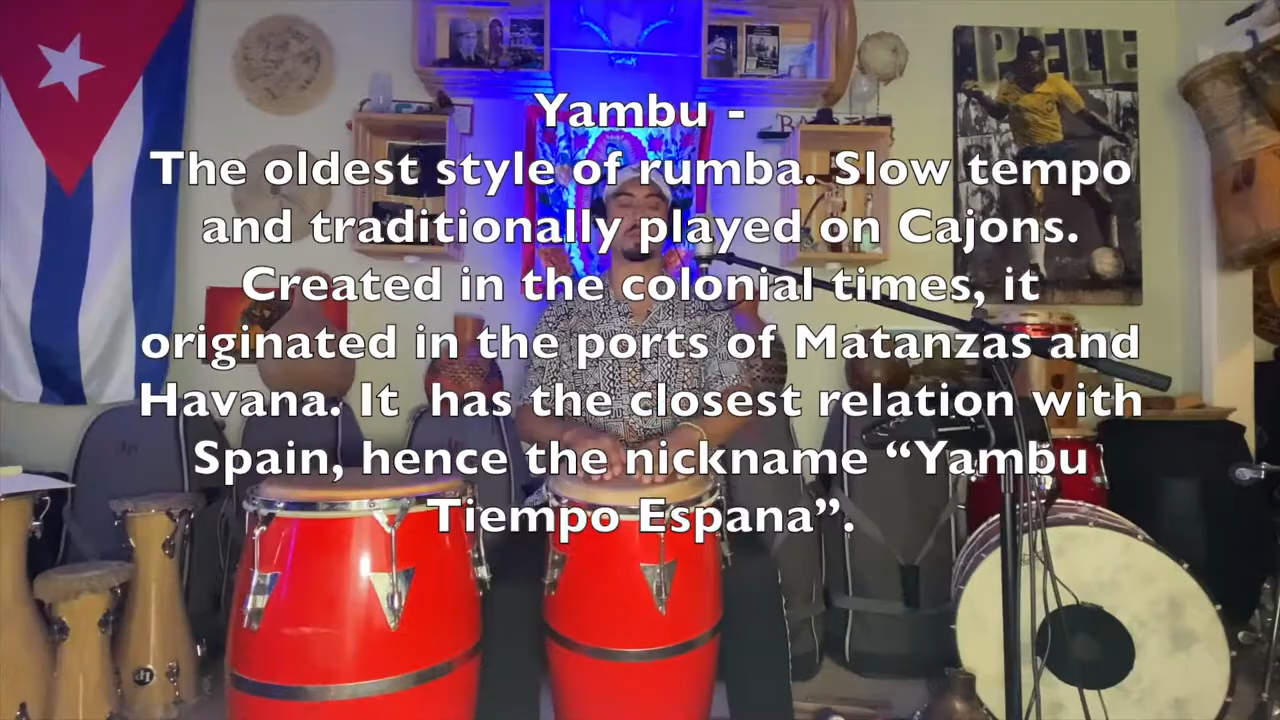 PELE
Yambu -
The oldest style of rumba. Slow tempo
and traditionally played on Cajons.
Created in the colonial times, it
originated in the ports of Matanzas and
Havana. It  has the closest relation with
Spain, hence the nickname “Yambu
Tiempo Espana”.